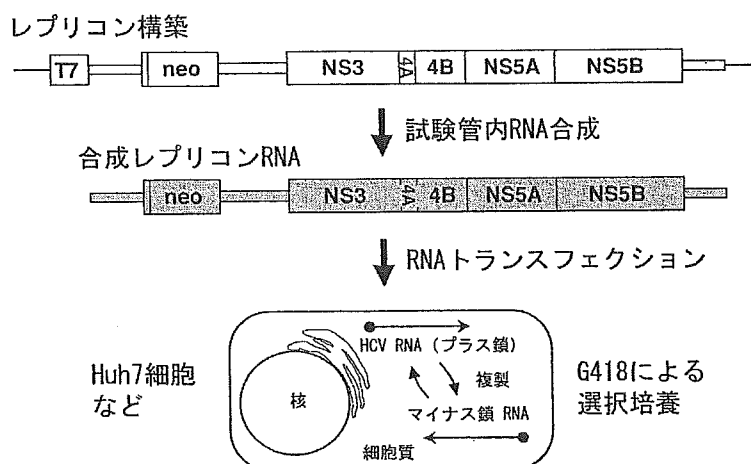 レプリコン構築
T7 neo NS3 4A 4B NS5A NS5B
試験管内RNA合成
合成レプリコンRNA
neo NS3 4A 4B NS5A NS5B
RNAトランスフェクション
Huh7細胞
など
核
HCV RNA (プラス鎖)
複製
マイナス鎖 RNA
細胞質
G418による
選択培養